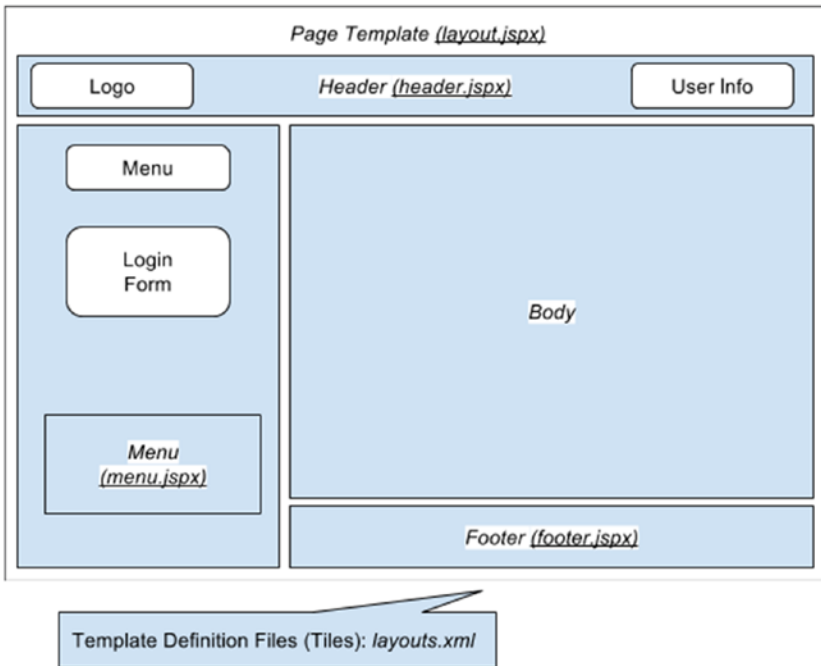 Page Template (layout.jspx)
Logo
Header (header.jspx)
User Info
Menu
Login
Form
Menu
(menu.jspx)
Body
Footer (footer.jspx)
Template Definition Files (Tiles): layouts.xml